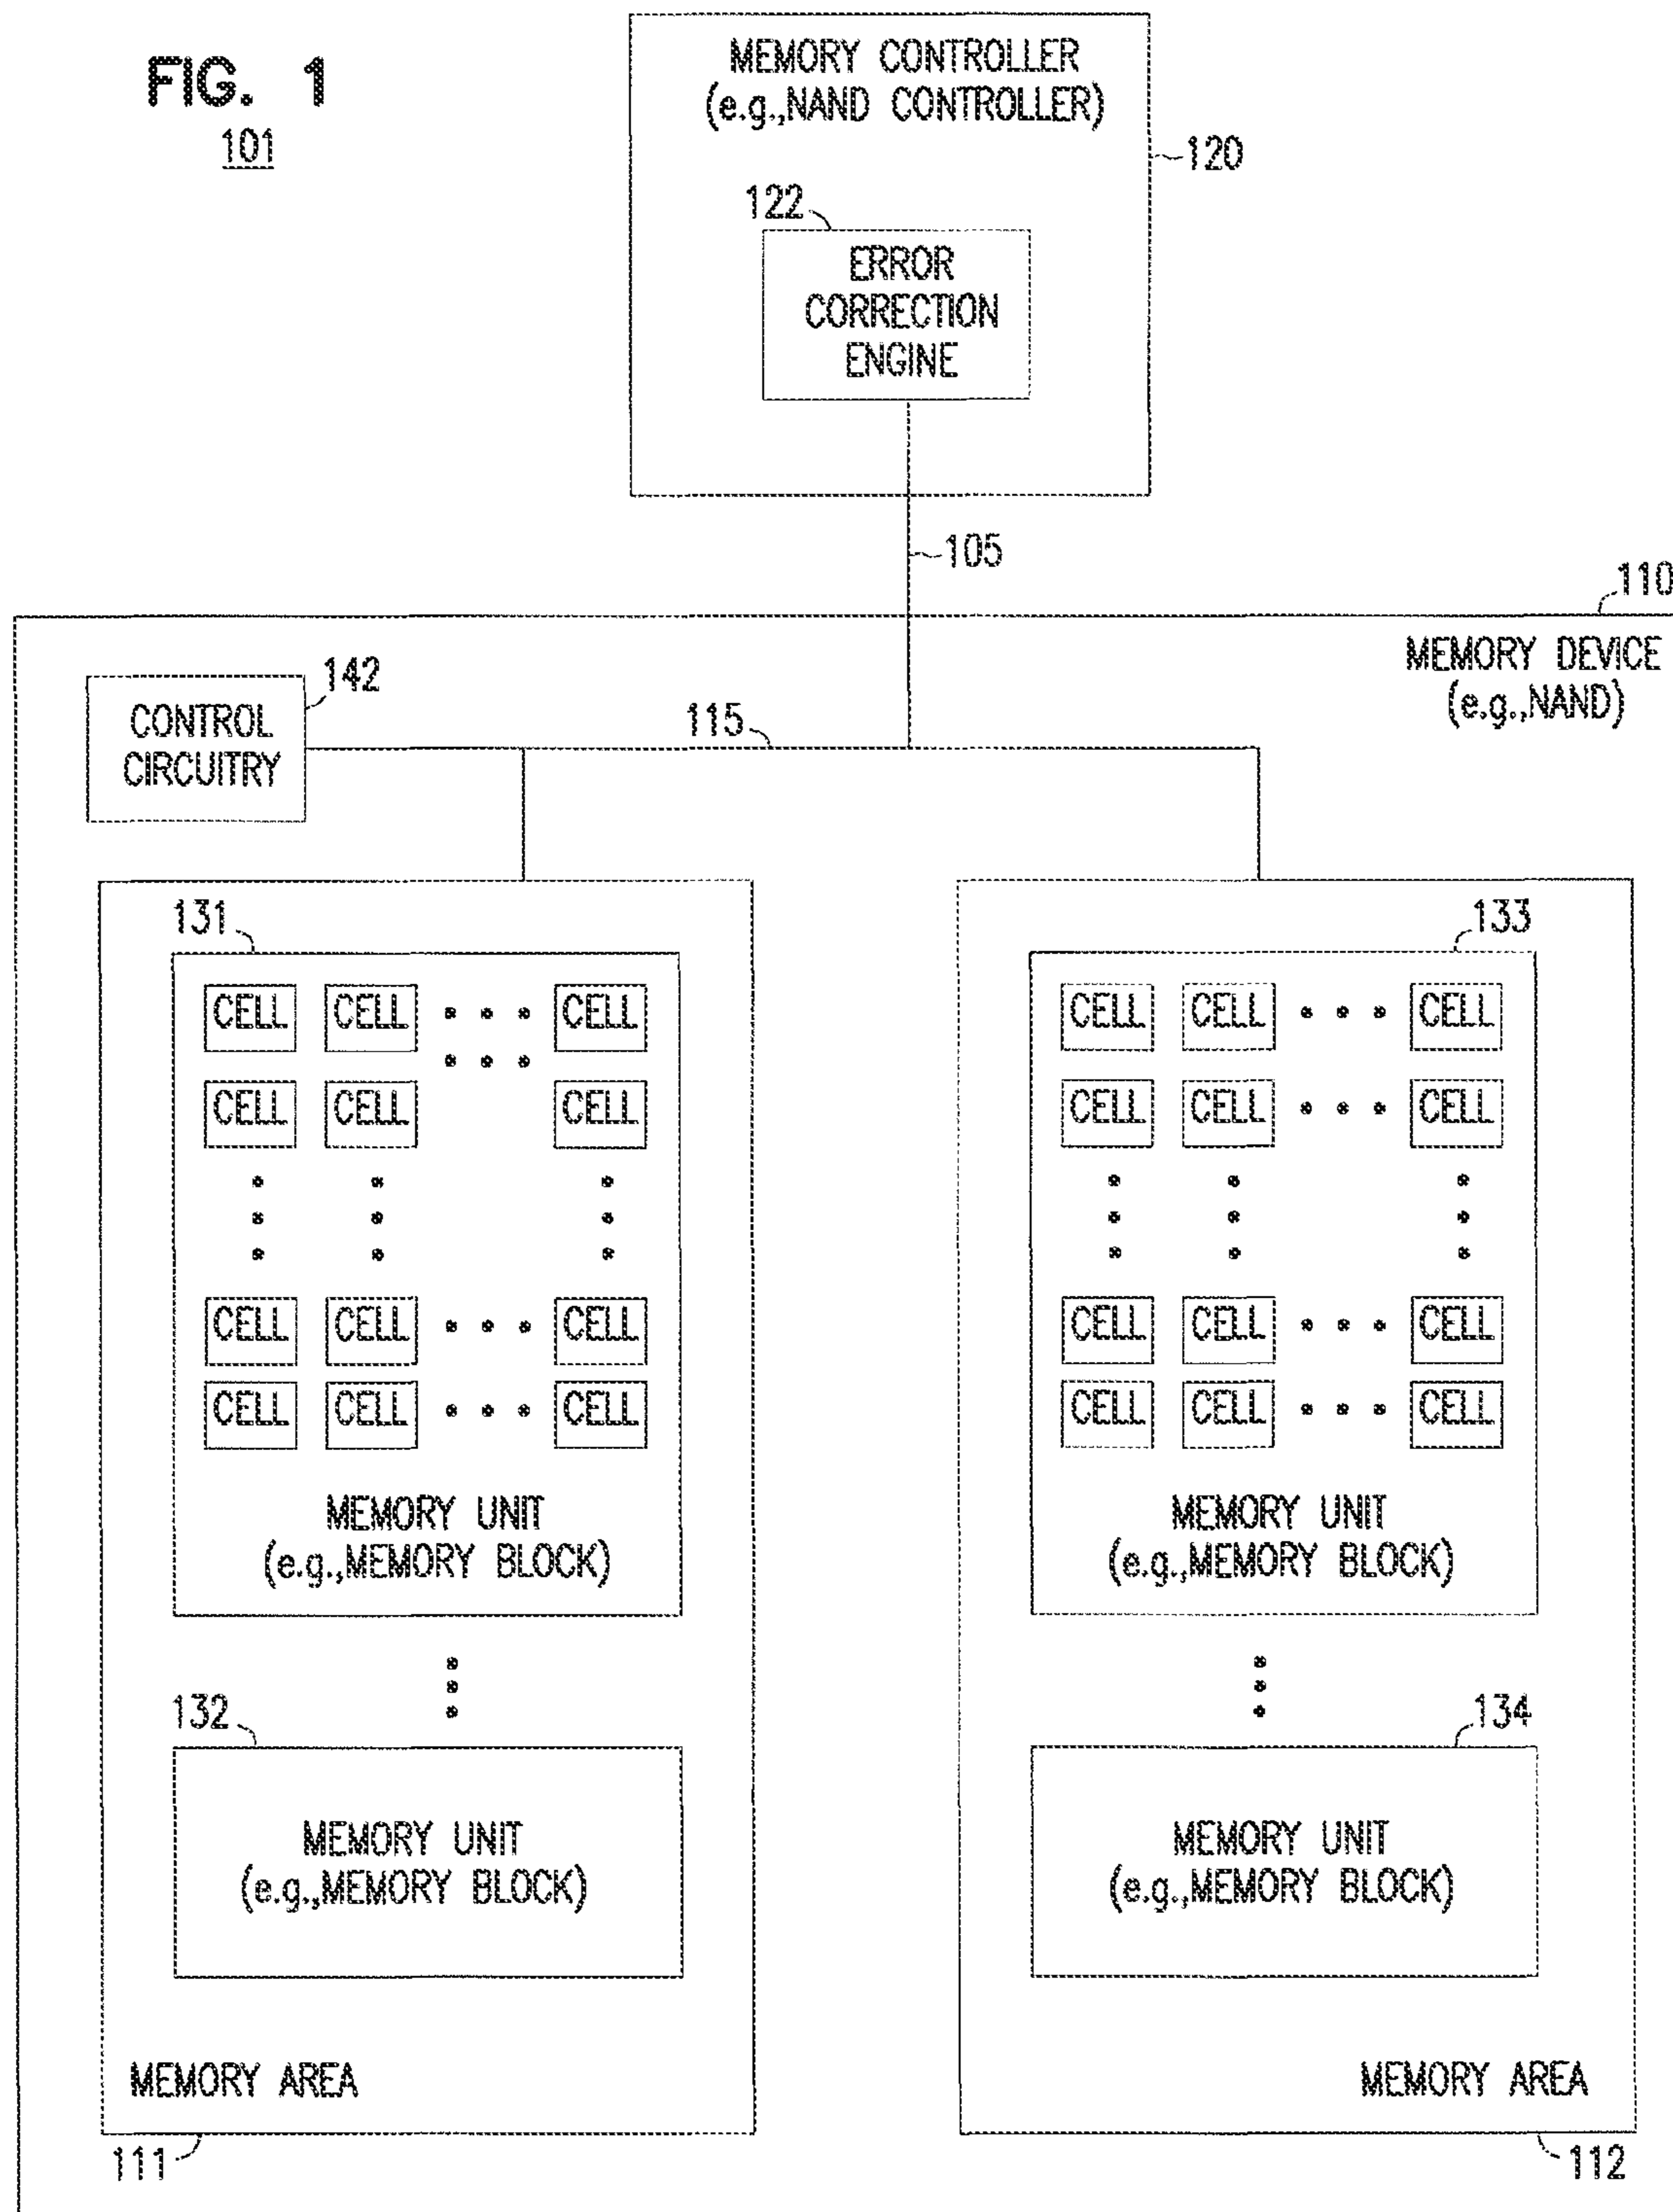 FIG. 1
101
MEMORY CONTROLLER
(e.g.,NAND CONTROLLER)
120
122
ERROR
CORRECTION
ENGINE
105
110
MEMORY DEVICE
(e.g.,NAND)
142
CONTROL
CIRCUITRY
115
131
CELL CELL CELL
CELL CELL CELL
CELL CELL CELL
CELL CELL CELL
MEMORY UNIT
(e.g.,MEMORY BLOCK)
132
MEMORY UNIT
(e.g.,MEMORY BLOCK)
MEMORY AREA
111
133
CELL CELL CELL
CELL CELL CELL
CELL CELL CELL
CELL CELL CELL
MEMORY UNIT
(e.g.,MEMORY BLOCK)
134
MEMORY UNIT
(e.g.,MEMORY BLOCK)
MEMORY AREA
112